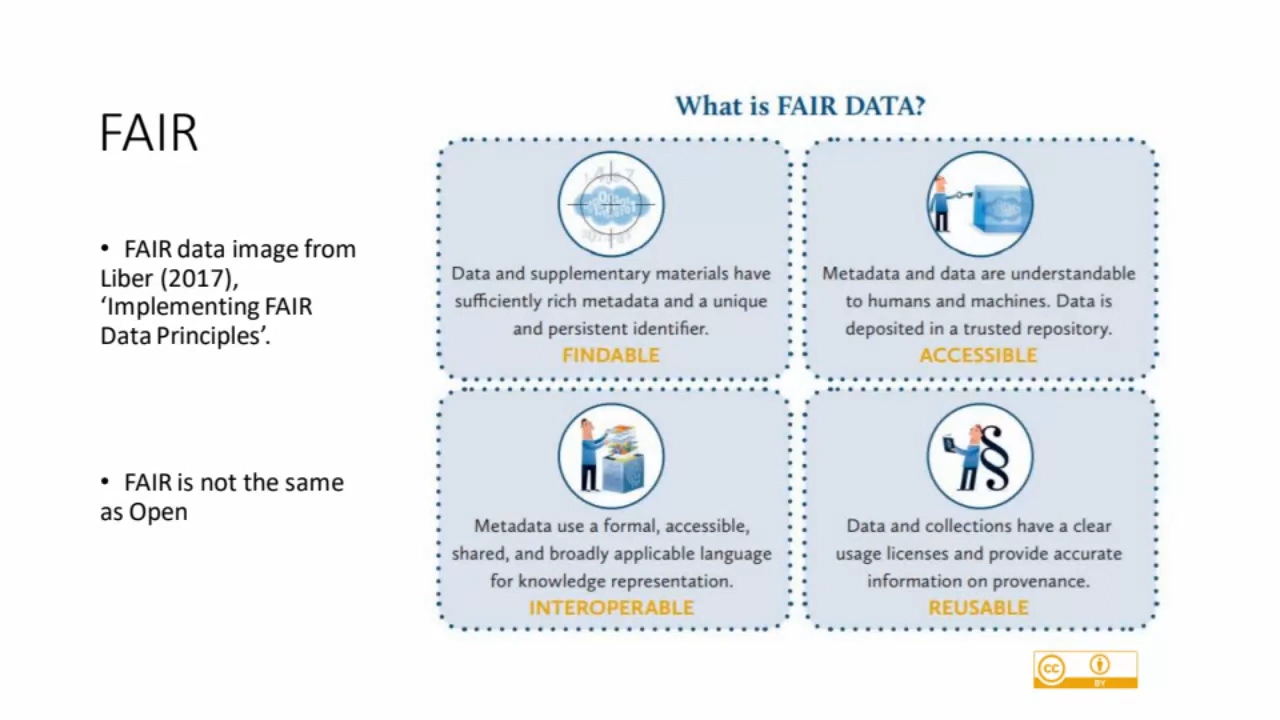 FAIR
• FAIR data image from
Liber (2017),
‘Implementing FAIR
Data Principles’.
• FAIR is not the same
as Open
What is FAIR DATA?
Data and supplementary materials have
sufficiently rich metadata and a unique
and persistent identifier.
FINDABLE
Metadata and data are understandable
to humans and machines. Data is
deposited in a trusted repository.
ACCESSIBLE
Metadata use a formal, accessible,
shared, and broadly applicable language
for knowledge representation.
INTEROPERABLE
Data and collections have a clear
usage licenses and provide accurate
information on provenance.
REUSABLE
cc
BY